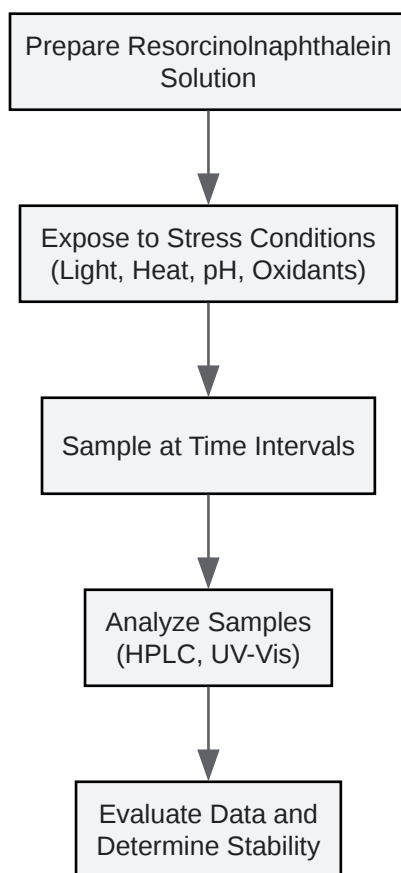 Prepare Resorcinolnaphthalein
Solution
Expose to Stress Conditions
(Light, Heat, pH, Oxidants)
Sample at Time Intervals
Analyze Samples
(HPLC, UV-Vis)
Evaluate Data and
Determine Stability